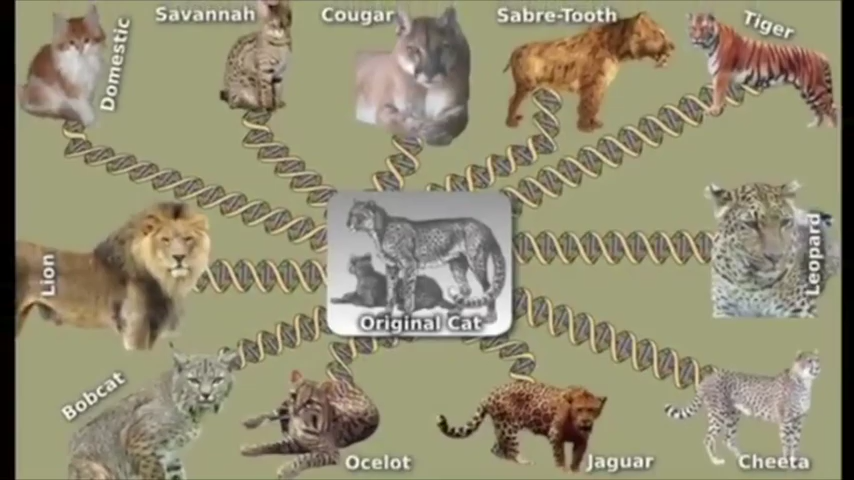 Domestic
Savannah
Cougar
Sabre-Tooth
Tiger
Lion
Original Cat
Leopard
Bobcat
Ocelot
Jaguar
Cheeta